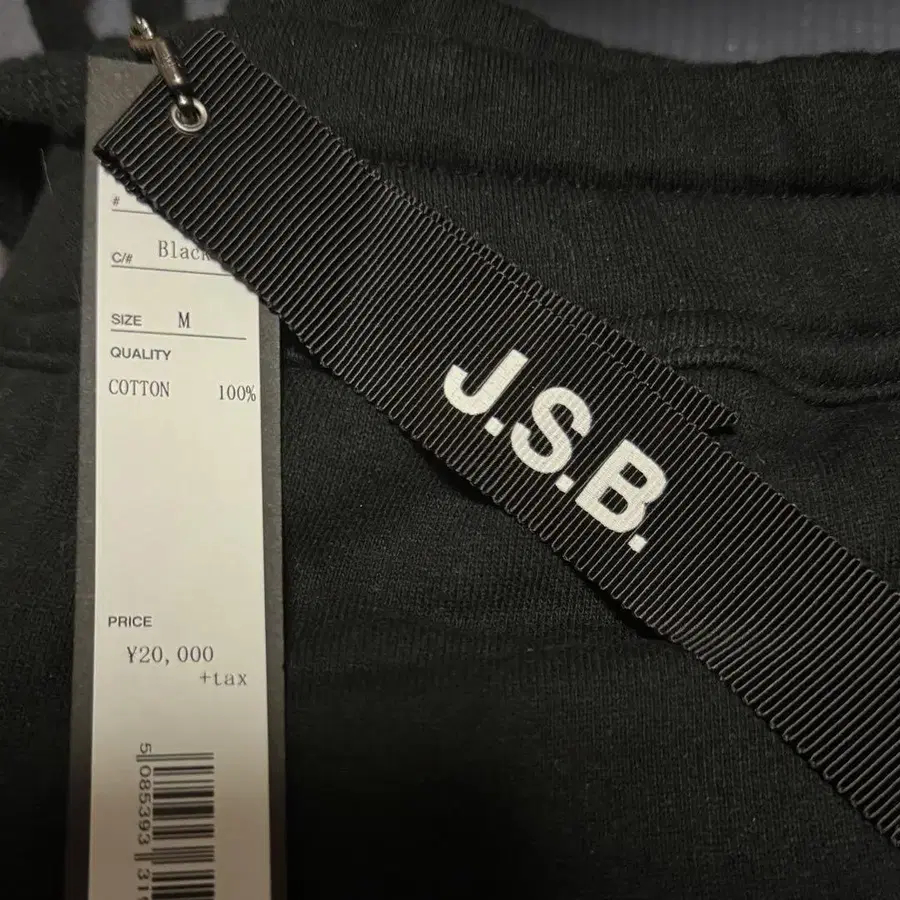 #
C/# Black
SIZE M
QUALITY
COTTON 100%
PRICE
¥20,000
+tax
J.S.B.